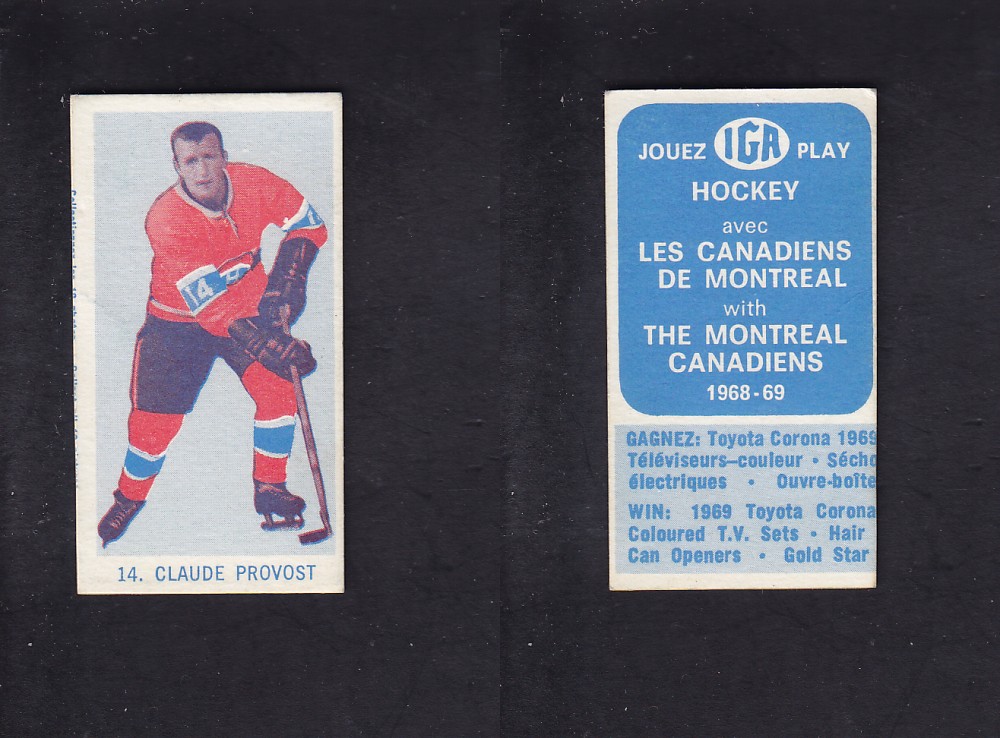 14
14. CLAUDE PROVOST
JOUEZ IGA PLAY
HOCKEY
avec
LES CANADIENS
DE MONTREAL
with
THE MONTREAL
CANADIENS
1968-69
GAGNEZ: Toyota Corona 1969
Téléviseurs–couleur • Sécho
électriques • Ouvre-boîte
WIN: 1969 Toyota Corona
Coloured T.V. Sets • Hair
Can Openers • Gold Star